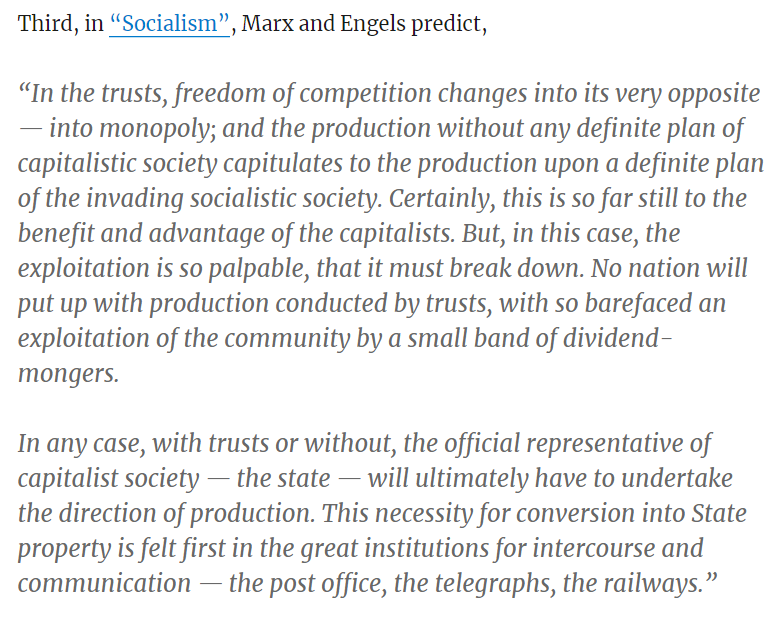 Third, in “Socialism”, Marx and Engels predict,
“In the trusts, freedom of competition changes into its very opposite
— into monopoly; and the production without any definite plan of
capitalistic society capitulates to the production upon a definite plan
of the invading socialistic society. Certainly, this is so far still to the
benefit and advantage of the capitalists. But, in this case, the
exploitation is so palpable, that it must break down. No nation will
put up with production conducted by trusts, with so barefaced an
exploitation of the community by a small band of dividend-
mongers.
In any case, with trusts or without, the official representative of
capitalist society — the state — will ultimately have to undertake
the direction of production. This necessity for conversion into State
property is felt first in the great institutions for intercourse and
communication — the post office, the telegraphs, the railways.”